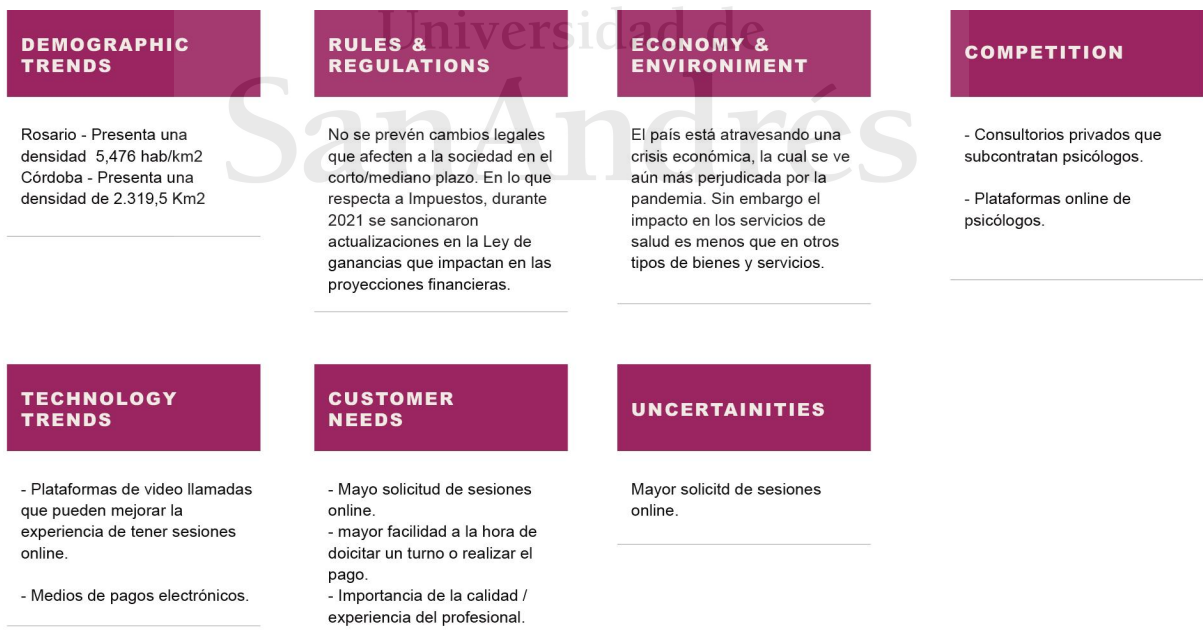 Universidad de
SanAndrés
DEMOGRAPHIC
TRENDS
Rosario - Presenta una
densidad 5,476 hab/km2
Córdoba - Presenta una
densidad de 2.319,5 Km2
RULES &
REGULATIONS
No se prevén cambios legales
que afecten a la sociedad en el
corto/mediano plazo. En lo que
respecta a Impuestos, durante
2021 se sancionaron
actualizaciones en la Ley de
ganancias que impactan en las
proyecciones financieras.
ECONOMY &
ENVIRONIMENT
El país está atravesando una
crisis económica, la cual se ve
aún más perjudicada por la
pandemia. Sin embargo el
impacto en los servicios de
salud es menos que en otros
tipos de bienes y servicios.
COMPETITION
- Consultorios privados que
subcontratan psicólogos.
- Plataformas online de
psicólogos.
TECHNOLOGY
TRENDS
- Plataformas de video llamadas
que pueden mejorar la
experiencia de tener sesiones
online.
- Medios de pagos electrónicos.
CUSTOMER
NEEDS
- Mayo solicitud de sesiones
online.
- mayor facilidad a la hora de
doicitar un turno o realizar el
pago.
- Importancia de la calidad /
experiencia del profesional.
UNCERTAINITIES
Mayor solicitd de sesiones
online.